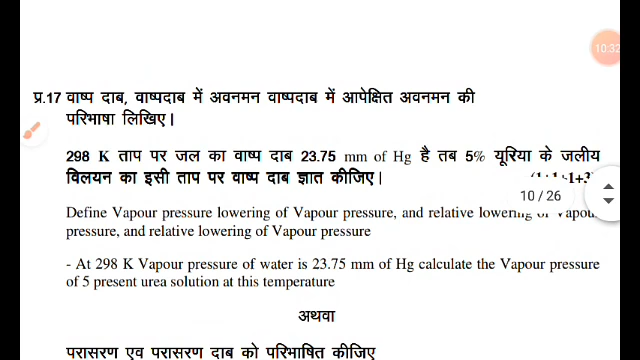 10:32
प्र.17 वाष्प दाब, वाष्पदाब में अवनमन वाष्पदाब में आपेक्षित अवनमन की
परिभाषा लिखिए।
298 K ताप पर जल का वाष्प दाब 23.75 mm of Hg है तब 5% यूरिया के जलीय
विलयन का इसी ताप पर वाष्प दाब ज्ञात कीजिए।
10 / 26
Define Vapour pressure lowering of Vapour pressure, and relative lowering of Vapour
pressure, and relative lowering of Vapour pressure
- At 298 K Vapour pressure of water is 23.75 mm of Hg calculate the Vapour pressure
of 5 present urea solution at this temperature
अथवा
परासरण एव परासरण दाब को परिभाषित कीजिए